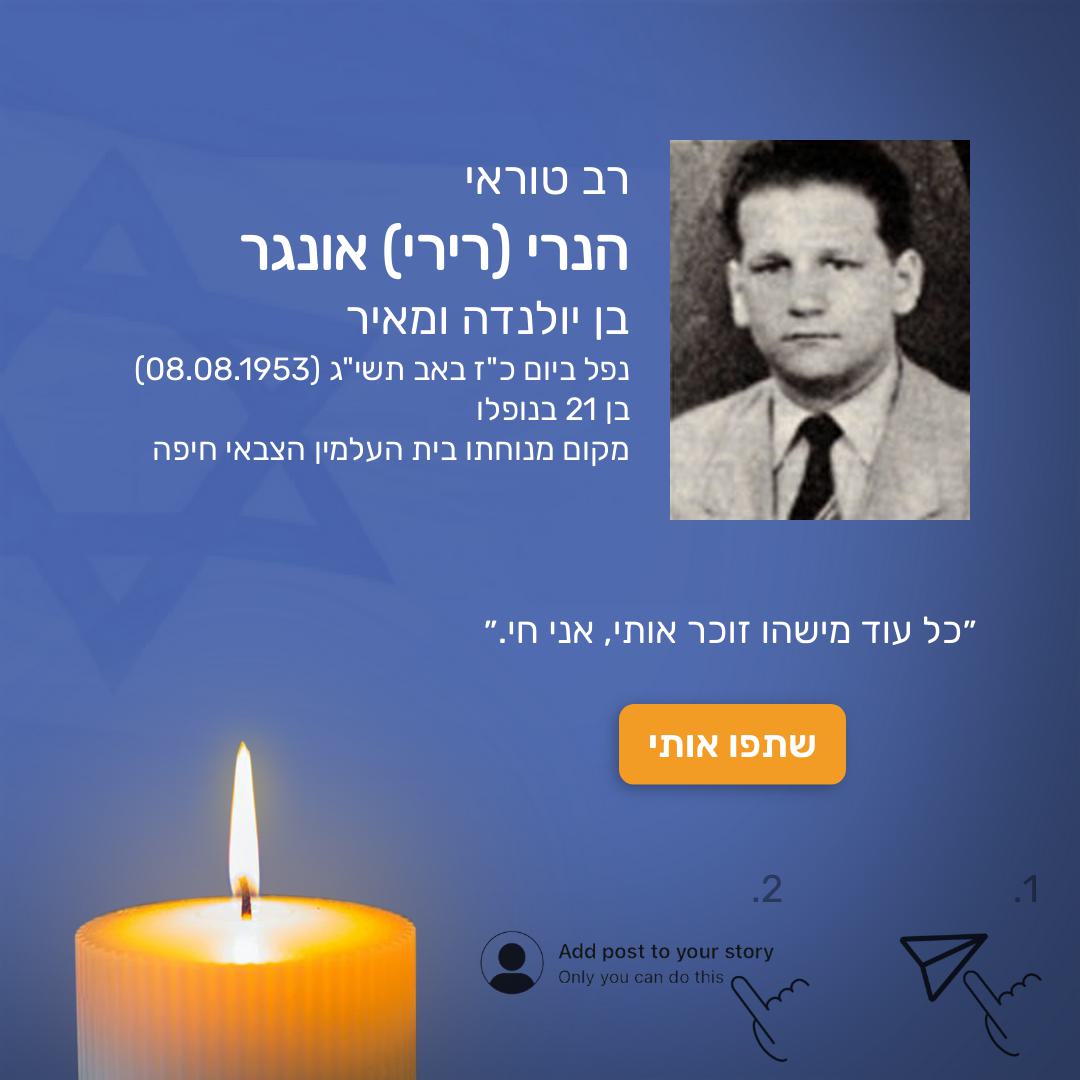 רב טוראי
הנרי (רירי) אונגר
בן יולנדה ומאיר
נפל ביום כ"ז באב תשי"ג (08.08.1953)
בן 21 בנופלו
מקום מנוחתו בית העלמין הצבאי חיפה
״כל עוד מישהו זוכר אותי, אני חי.״
שתפו אותי
1.
2.
Add post to your story
Only you can do this